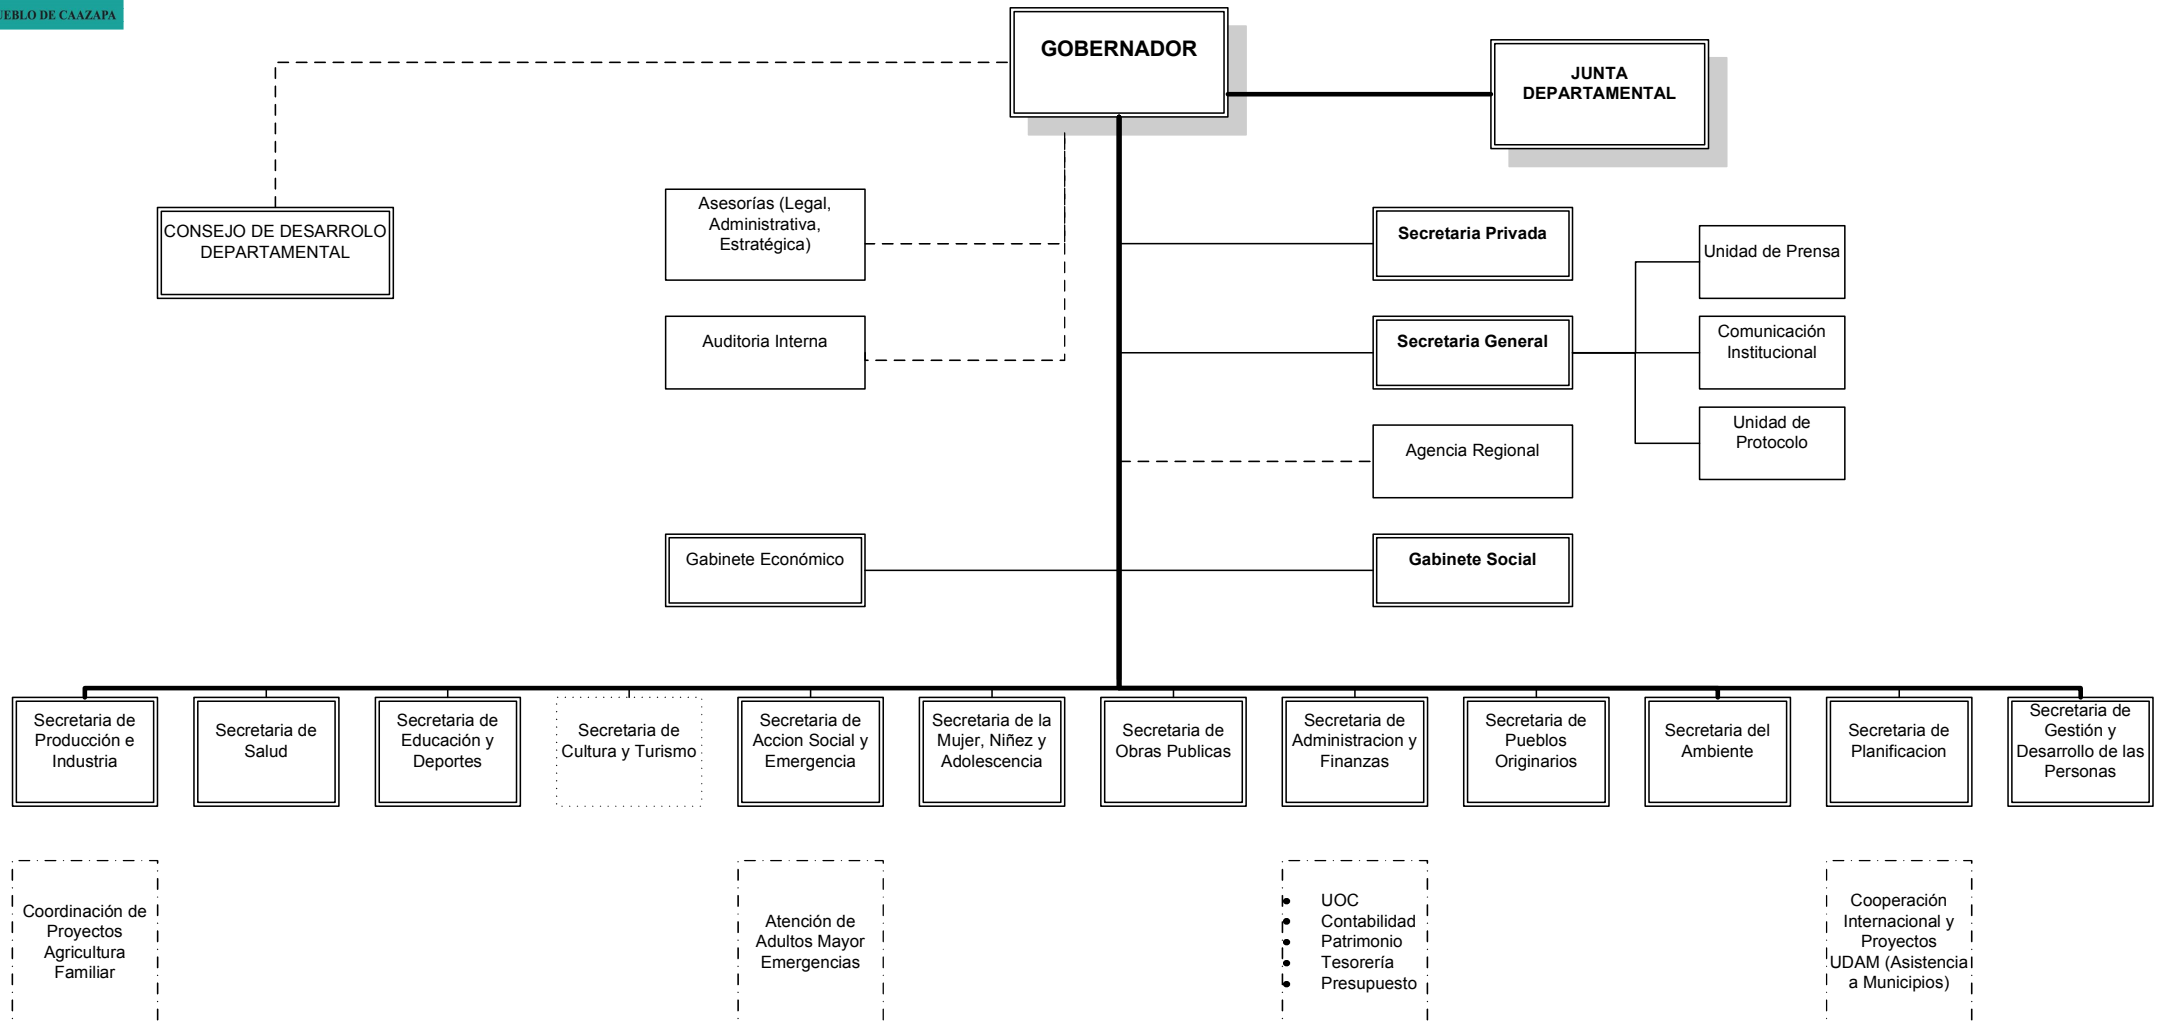 PUEBLO DE CAAZAPA
GOBERNADOR
JUNTA
DEPARTAMENTAL
CONSEJO DE DESARROLO
DEPARTAMENTAL
Asesorías (Legal,
Administrativa,
Estratégica)
Secretaria Privada
Unidad de Prensa
Auditoria Interna
Secretaria General
Comunicación
Institucional
Unidad de
Protocolo
Agencia Regional
Gabinete Económico
Gabinete Social
Secretaria de
Producción e
Industria
Secretaria de
Salud
Secretaria de
Educación y
Deportes
Secretaria de
Cultura y Turismo
Secretaria de
Accion Social y
Emergencia
Secretaria de la
Mujer, Niñez y
Adolescencia
Secretaria de
Obras Publicas
Secretaria de
Administracion y
Finanzas
Secretaria de
Pueblos
Originarios
Secretaria del
Ambiente
Secretaria de
Planificacion
Secretaria de
Gestión y
Desarrollo de las
Personas
Coordinación de
Proyectos
Agricultura
Familiar
Atención de
Adultos Mayor
Emergencias
• UOC
• Contabilidad
• Patrimonio
• Tesorería
• Presupuesto
Cooperación
Internacional y
Proyectos
UDAM (Asistencia
a Municipios)